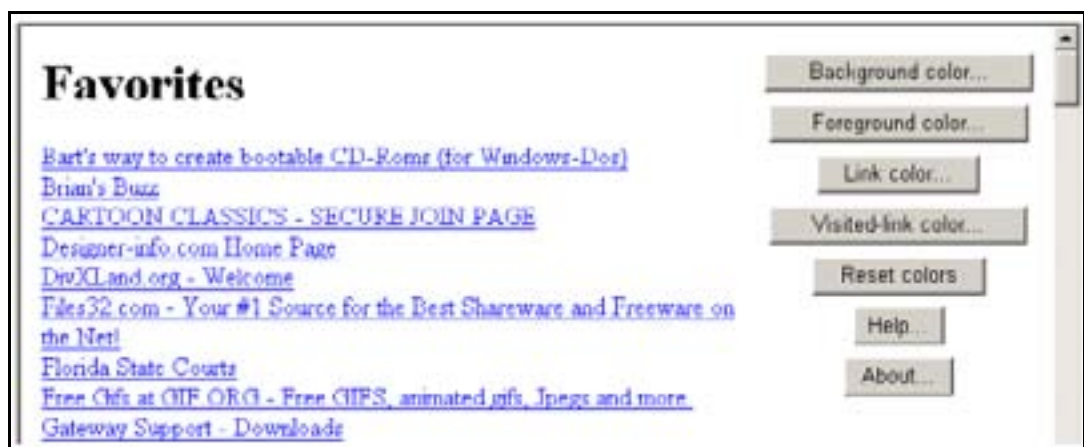 Favorites
Bart's way to create bootable CD-Roms (for Windows-Dos)
Brian's Buzz
CARTOON CLASSICS - SECURE JOIN PAGE
Designer-info.com Home Page
DivXLand.org - Welcome
Files32.com - Your #1 Source for the Best Shareware and Freeware on
the Net!
Florida State Courts
Free Gifs at GIF.ORG - Free GIFS, animated gifs, Jpegs and more.
Gateway Support - Downloads
Background color...
Foreground color...
Link color...
Visited-link color...
Reset colors
Help...
About...